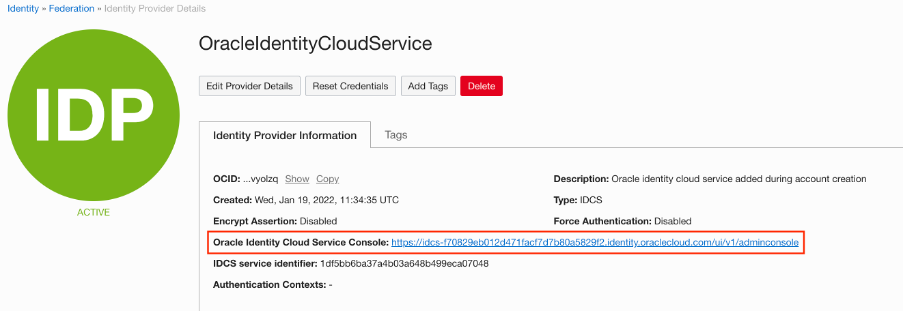 Identity » Federation » Identity Provider Details
IDP
ACTIVE
OracleIdentityCloudService
Edit Provider Details Reset Credentials Add Tags Delete
Identity Provider Information Tags
OCID: ...vyolzq Show Copy Description: Oracle identity cloud service added during account creation
Created: Wed, Jan 19, 2022, 11:34:35 UTC Type: IDCS
Encrypt Assertion: Disabled Force Authentication: Disabled
Oracle Identity Cloud Service Console: https://idcs-f70829eb012d471facf7d7b80a5829f2.identity.oraclecloud.com/ui/v1/adminconsole
IDCS service identifier: 1df5bb6ba37a4b03a648b499eca07048
Authentication Contexts: -